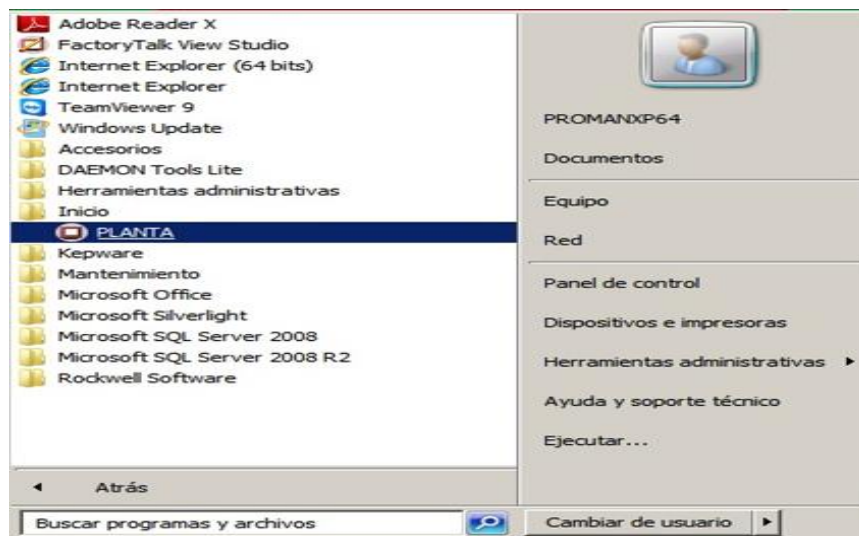 Adobe Reader X
FactoryTalk View Studio
Internet Explorer (64 bits)
Internet Explorer
TeamViewer 9
Windows Update
Accesorios
DAEMON Tools Lite
Herramientas administrativas
Inicio
PLANTA
Kepware
Mantenimiento
Microsoft Office
Microsoft Silverlight
Microsoft SQL Server 2008
Microsoft SQL Server 2008 R2
Rockwell Software
Atrás
Buscar programas y archivos
PROMANXP64
Documentos
Equipo
Red
Panel de control
Dispositivos e impresoras
Herramientas administrativas
Ayuda y soporte técnico
Ejecutar...
Cambiar de usuario